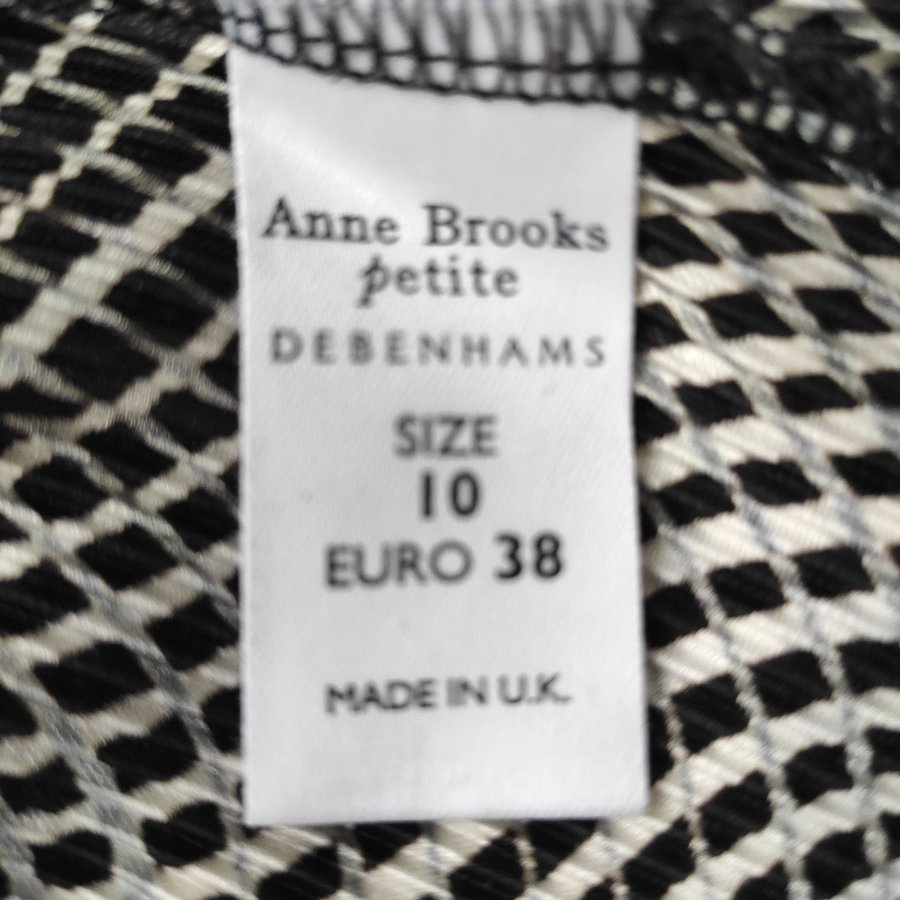 Anne Brooks
petite
DEBENHAMS
SIZE
10
EURO 38
MADE IN U.K.